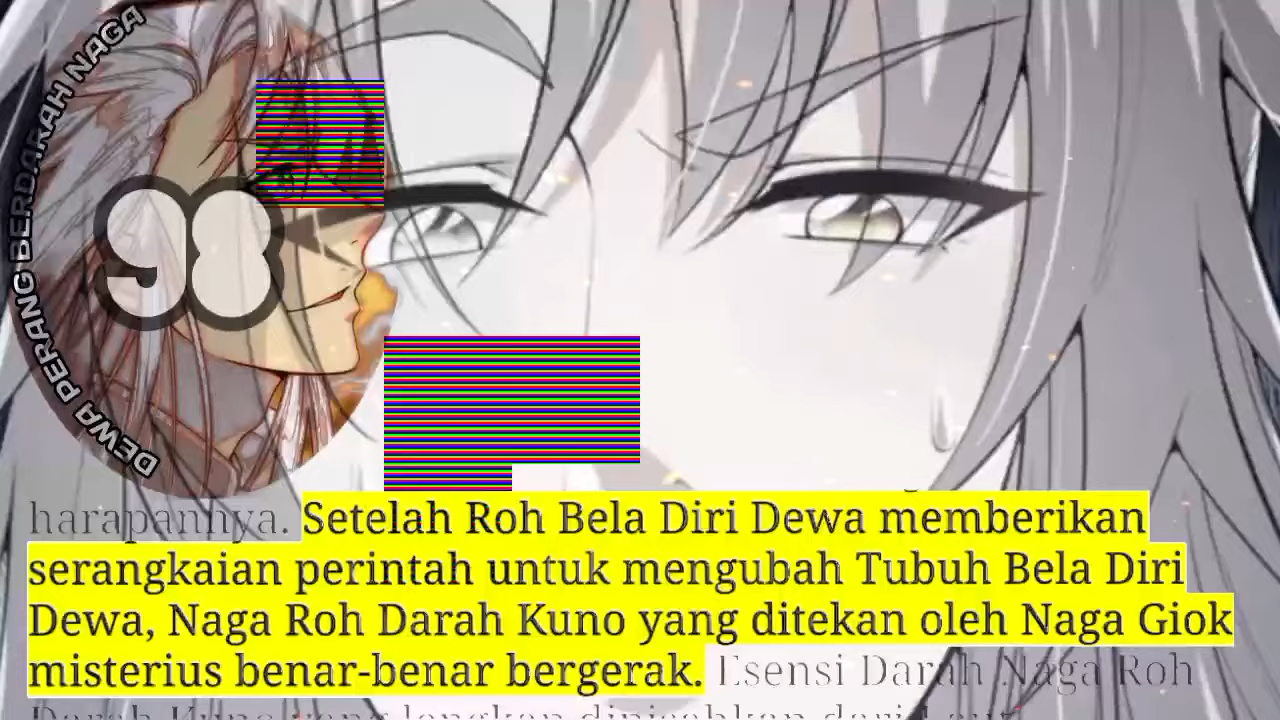 DEWA PERANG BERDARAH NAGA
98
harapannya. Setelah Roh Bela Diri Dewa memberikan
serangkaian perintah untuk mengubah Tubuh Bela Diri
Dewa, Naga Roh Darah Kuno yang ditekan oleh Naga Giok
misterius benar-benar bergerak. Esensi Darah Naga Roh